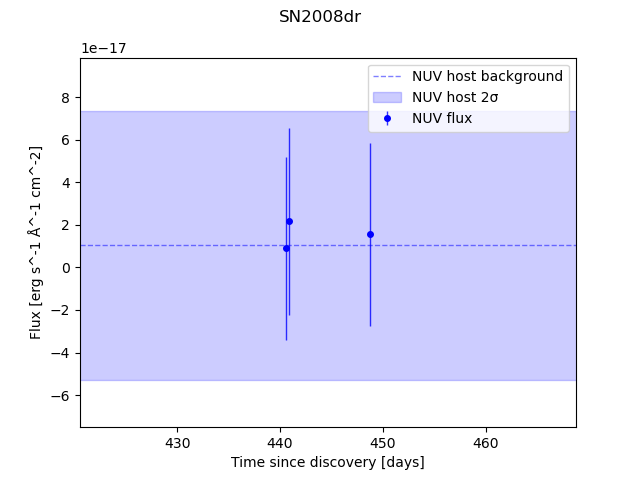 SN2008dr
1e−17
NUV host background
NUV host 2σ
NUV flux
8
6
4
2
0
−2
−4
−6
Flux [erg s^-1 Å^-1 cm^-2]
430 440 450 460
Time since discovery [days]